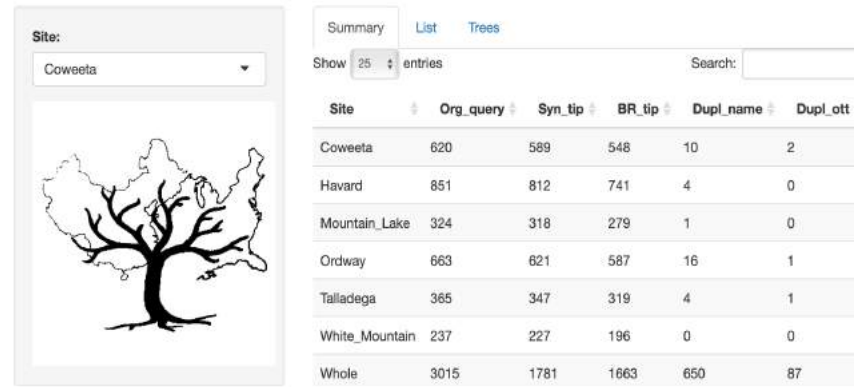 Site:
Coweeta
Summary List Trees
Show 25 entries Search:
Site Org_query Syn_tip BR_tip Dupl_name Dupl_ott
Coweeta 620 589 548 10 2
Havard 851 812 741 4 0
Mountain_Lake 324 318 279 1 0
Ordway 663 621 587 16 1
Talladega 365 347 319 4 1
White_Mountain 237 227 196 0 0
Whole 3015 1781 1663 650 87